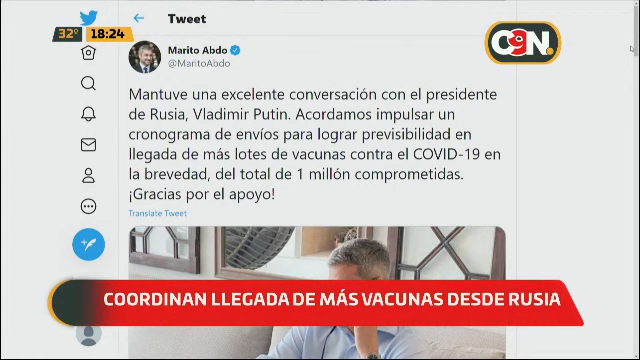 32º 18:24
Tweet
C9N.
Marito Abdo
@MaritoAbdo
Mantuve una excelente conversación con el presidente
de Rusia, Vladimir Putin. Acordamos impulsar un
cronograma de envíos para lograr previsibilidad en
llegada de más lotes de vacunas contra el COVID-19 en
la brevedad, del total de 1 millón comprometidas.
¡Gracias por el apoyo!
Translate Tweet
COORDINAN LLEGADA DE MÁS VACUNAS DESDE RUSIA